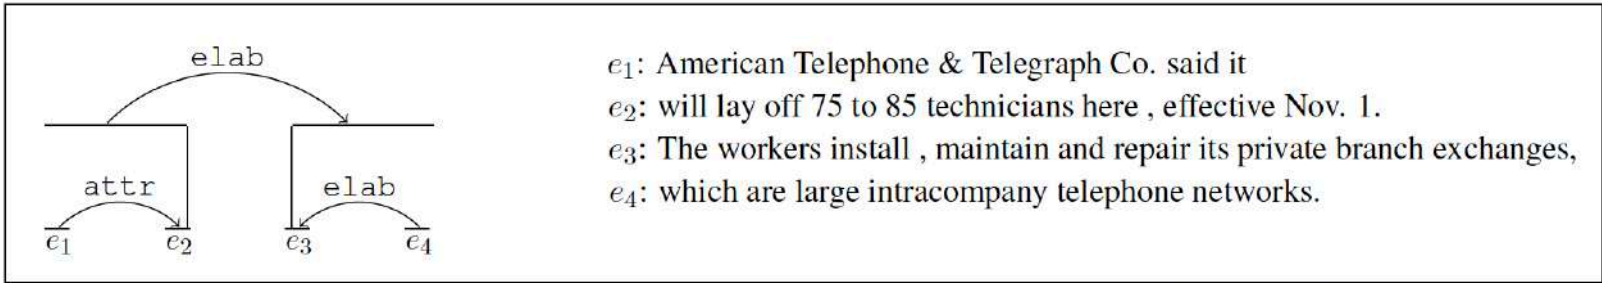 elab
attr
elab
e1
e2
e3
e4
e1: American Telephone & Telegraph Co. said it
e2: will lay off 75 to 85 technicians here , effective Nov. 1.
e3: The workers install , maintain and repair its private branch exchanges,
e4: which are large intracompany telephone networks.